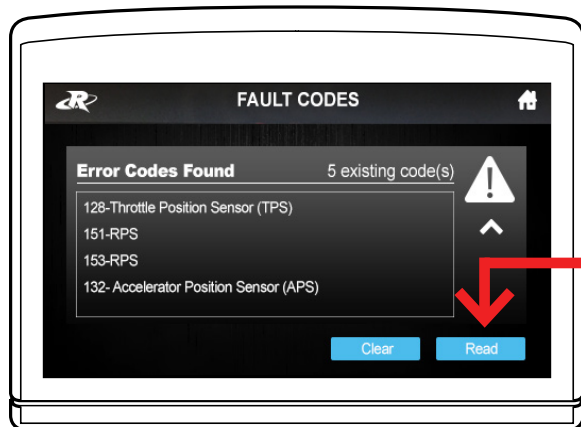 R
FAULT CODES
Error Codes Found 5 existing code(s)
128-Throttle Position Sensor (TPS)
151-RPS
153-RPS
132- Accelerator Position Sensor (APS)
Clear Read